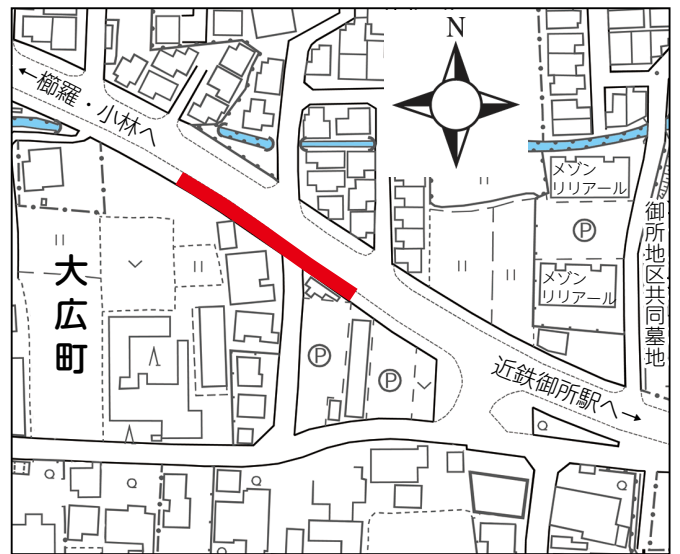 N
←櫛羅・小林へ
メゾン
リリアール
Ⓟ
御所地区共同墓地
大広町
メゾン
リリアール
Ⓟ
Ⓟ
近鉄御所駅へ→